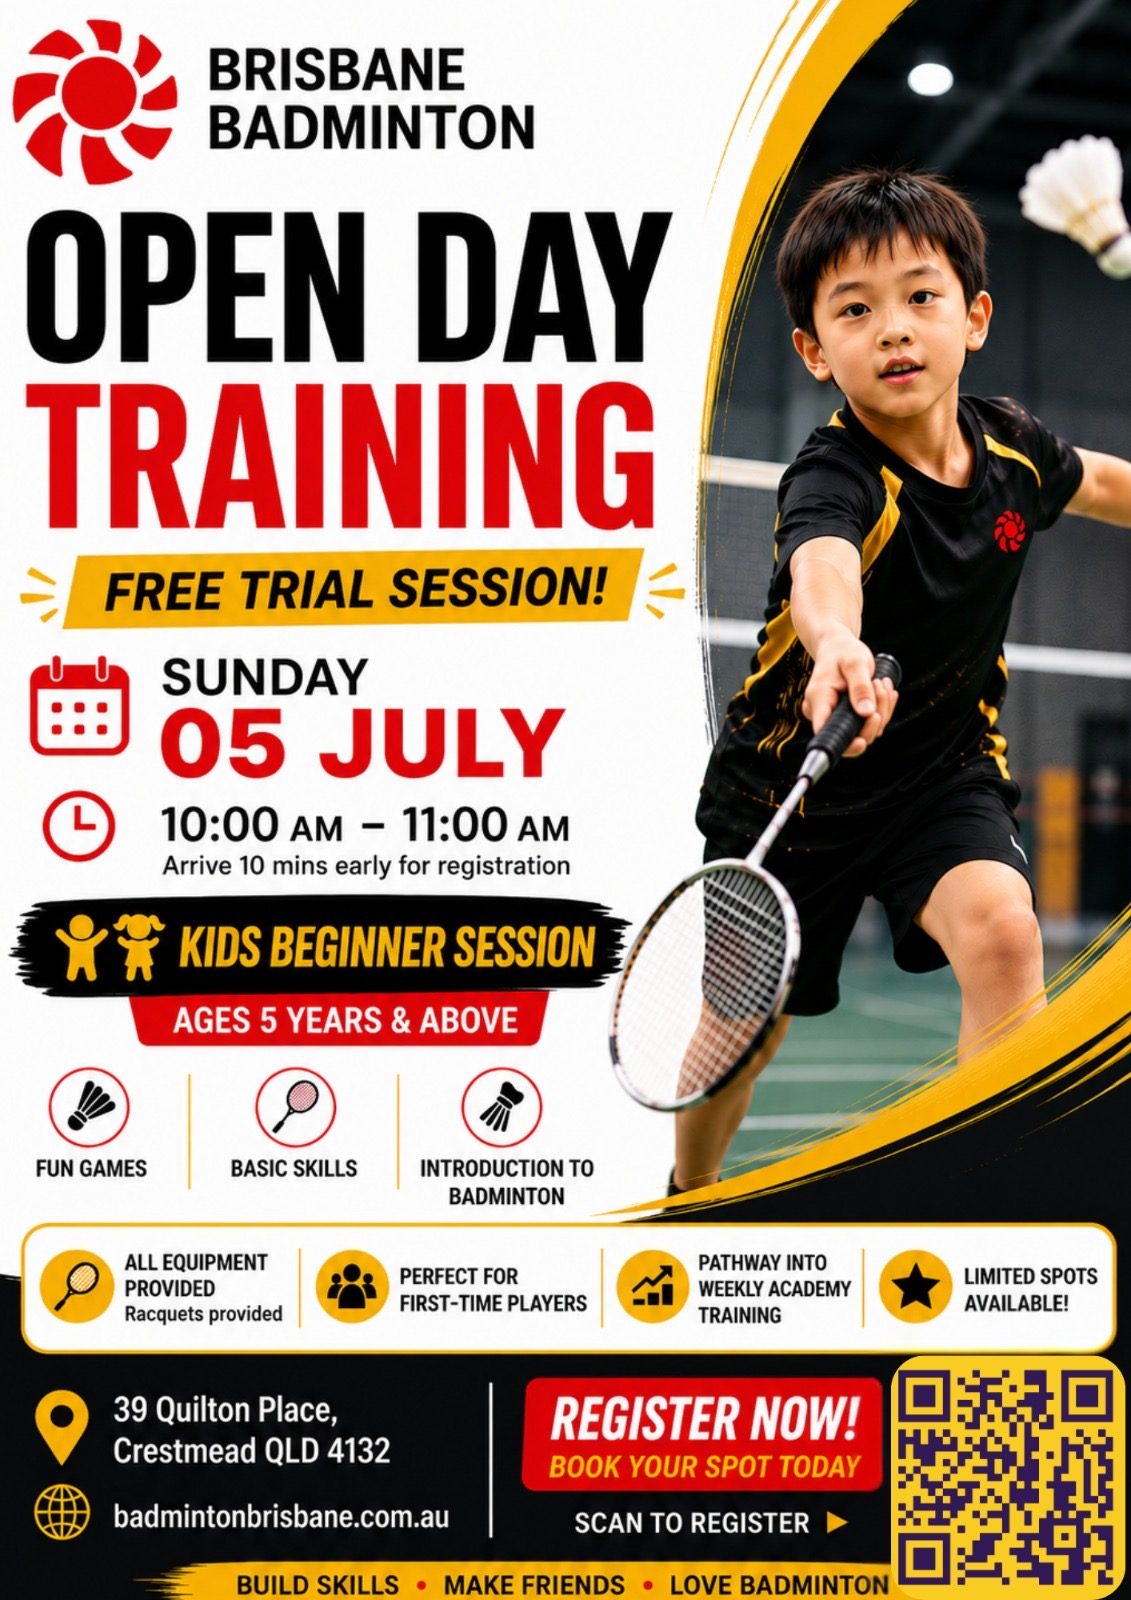 BRISBANE
BADMINTON
OPEN DAY
TRAINING
FREE TRIAL SESSION!
SUNDAY
05 JULY
10:00 AM – 11:00 AM
Arrive 10 mins early for registration
KIDS BEGINNER SESSION
AGES 5 YEARS & ABOVE
FUN GAMES
BASIC SKILLS
INTRODUCTION TO
BADMINTON
ALL EQUIPMENT
PROVIDED
Racquets provided
PERFECT FOR
FIRST-TIME PLAYERS
PATHWAY INTO
WEEKLY ACADEMY
TRAINING
LIMITED SPOTS
AVAILABLE!
39 Quilton Place,
Crestmead QLD 4132
badmintonbrisbane.com.au
REGISTER NOW!
BOOK YOUR SPOT TODAY
SCAN TO REGISTER
BUILD SKILLS • MAKE FRIENDS • LOVE BADMINTON